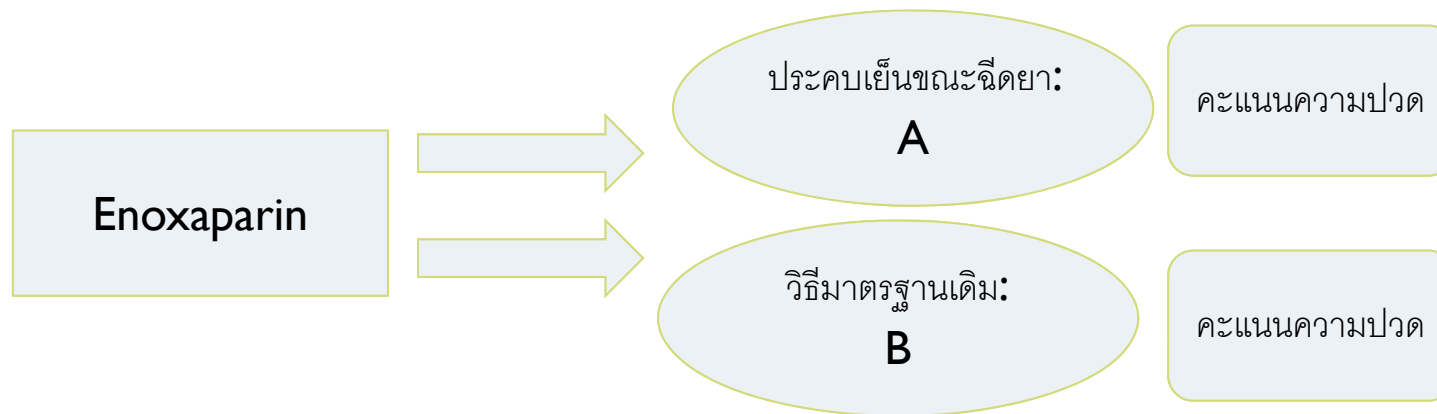 Enoxaparin
ประคบเย็นขณะฉีดยา:
A
คะแนนความปวด
วิธีมาตรฐานเดิม:
B
คะแนนความปวด